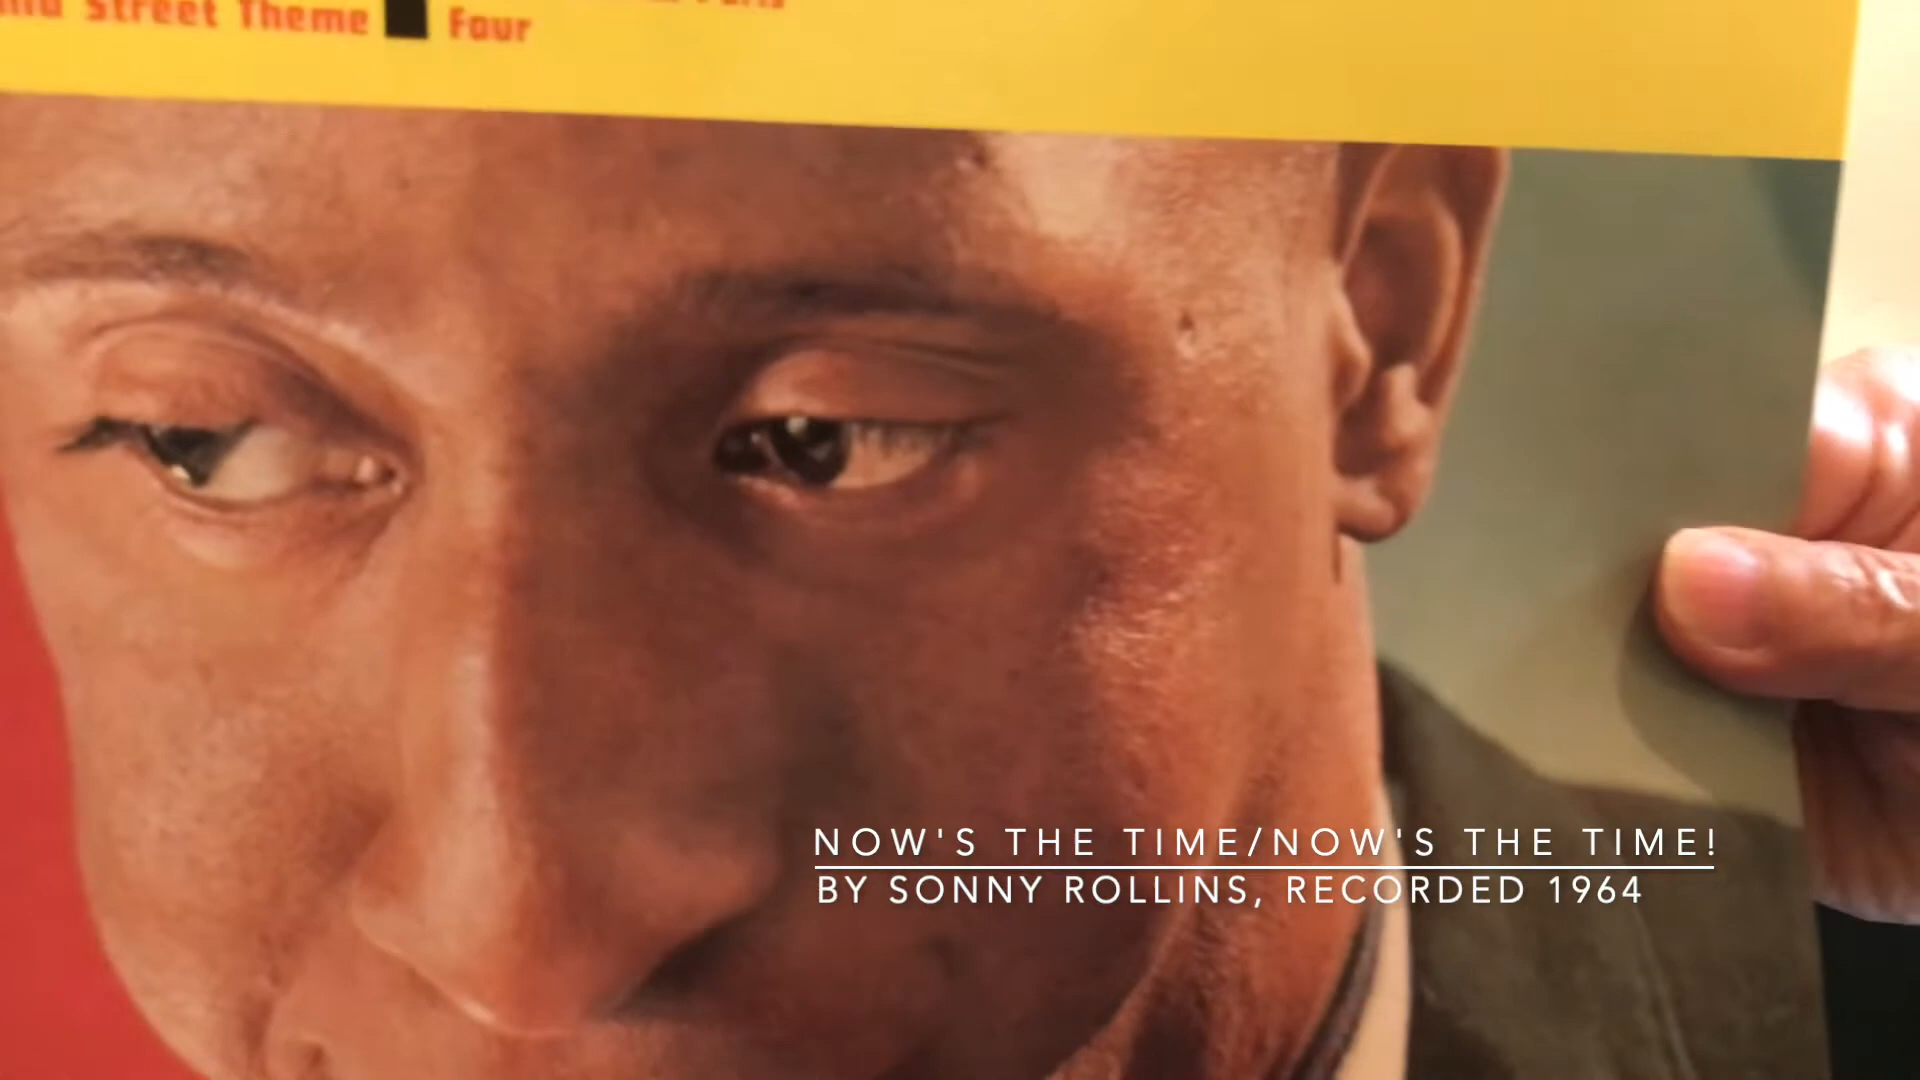 Street Theme Four
NOW'S THE TIME/NOW'S THE TIME!
BY SONNY ROLLINS, RECORDED 1964